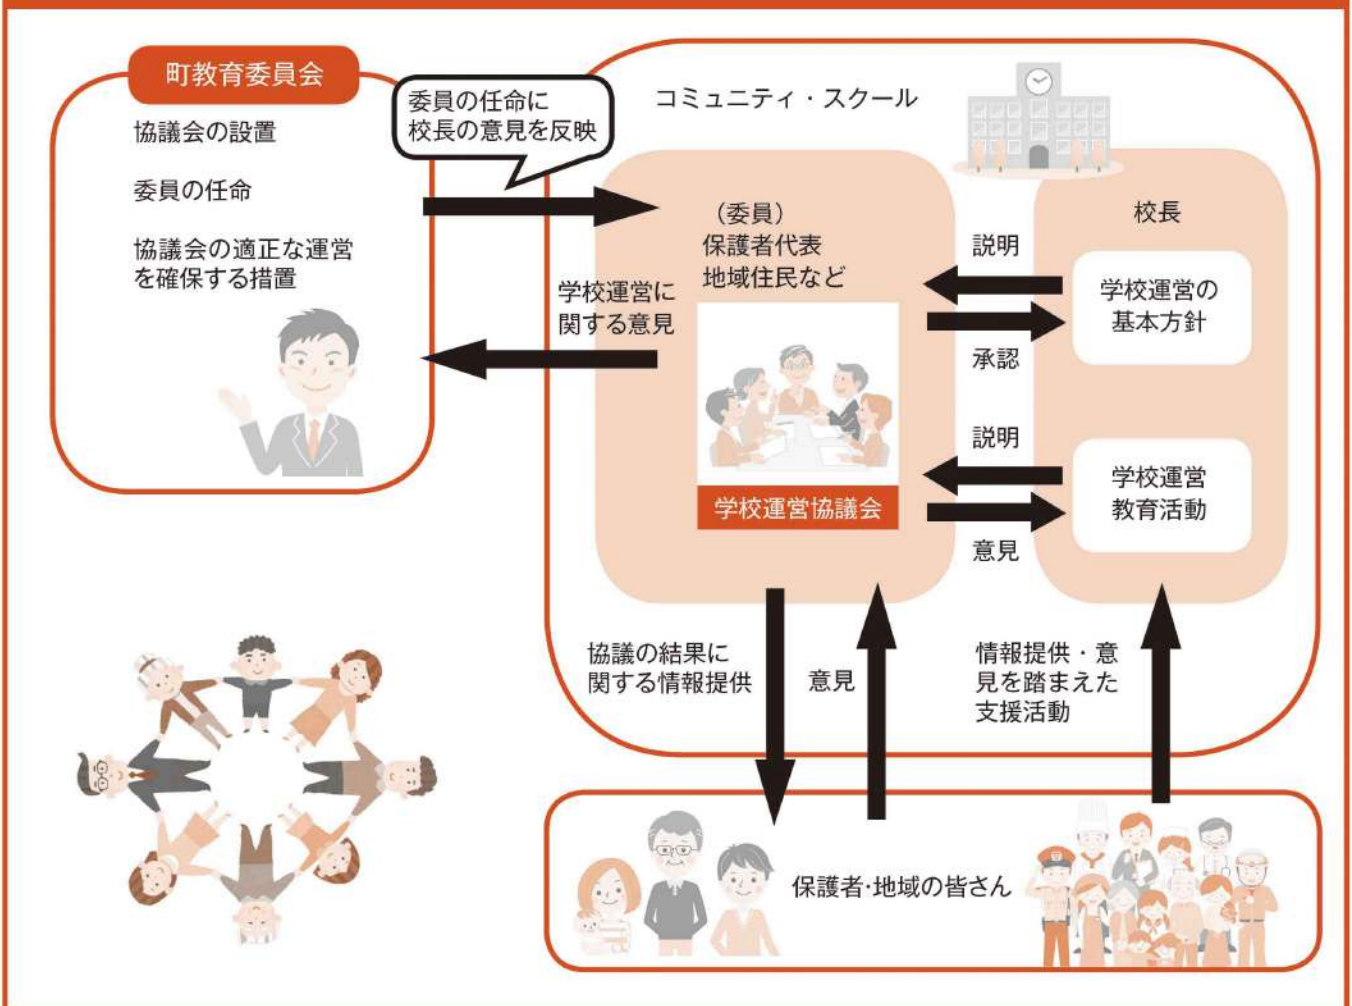 町教育委員会
協議会の設置
委員の任命
協議会の適正な運営
を確保する措置
委員の任命に
校長の意見を反映
学校運営に
関する意見
コミュニティ・スクール
（委員）
保護者代表
地域住民など
学校運営協議会
説明
承認
説明
意見
校長
学校運営の
基本方針
学校運営
教育活動
協議の結果に
関する情報提供
意見
情報提供・意
見を踏まえた
支援活動
保護者・地域の皆さん